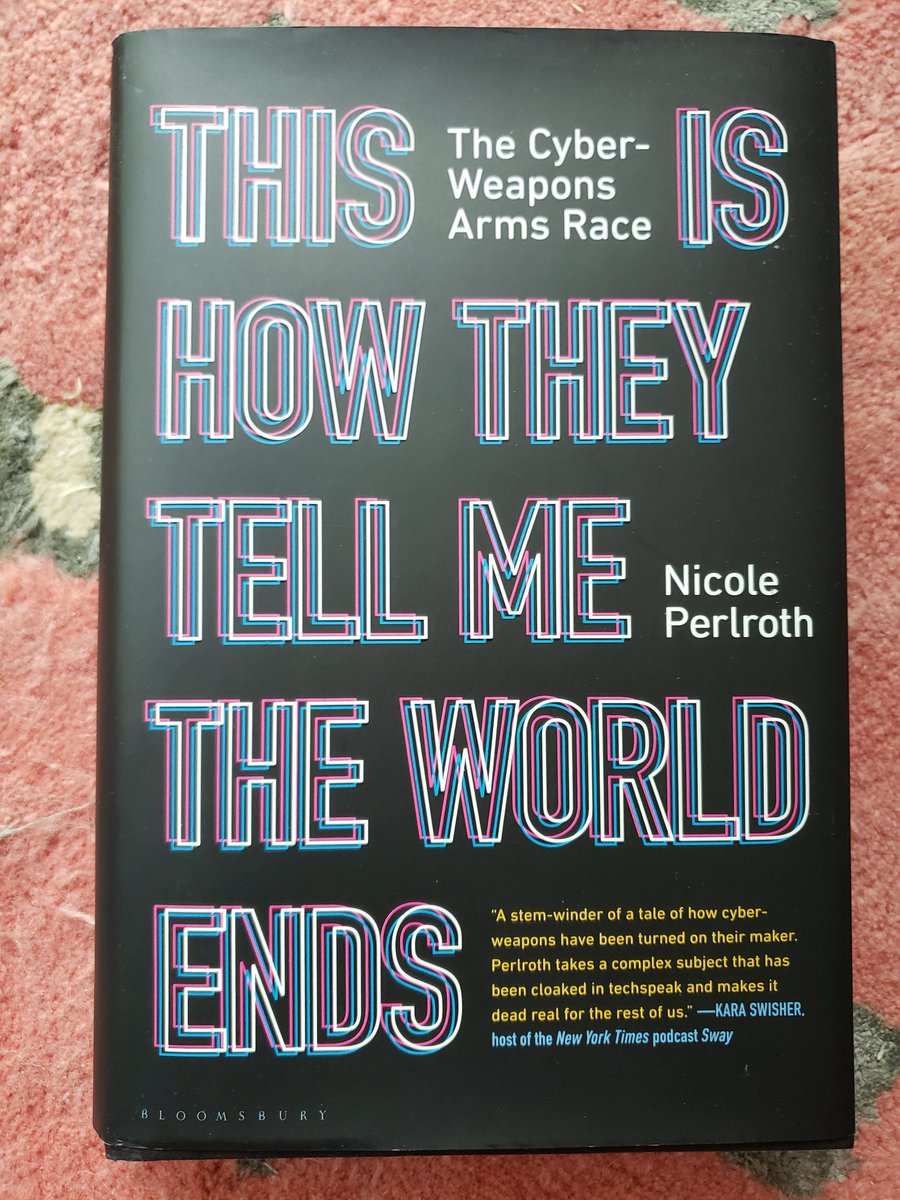 THIS IS
The Cyber-
Weapons
Arms Race
HOW THEY
TELL ME
Nicole
Perlroth
THE WORLD
ENDS
“A stem-winder of a tale of how cyber-
weapons have been turned on their maker.
Perlroth takes a complex subject that has
been cloaked in techspeak and makes it
dead real for the rest of us.” —KARA SWISHER,
host of the New York Times podcast Sway
BLOOMSBURY